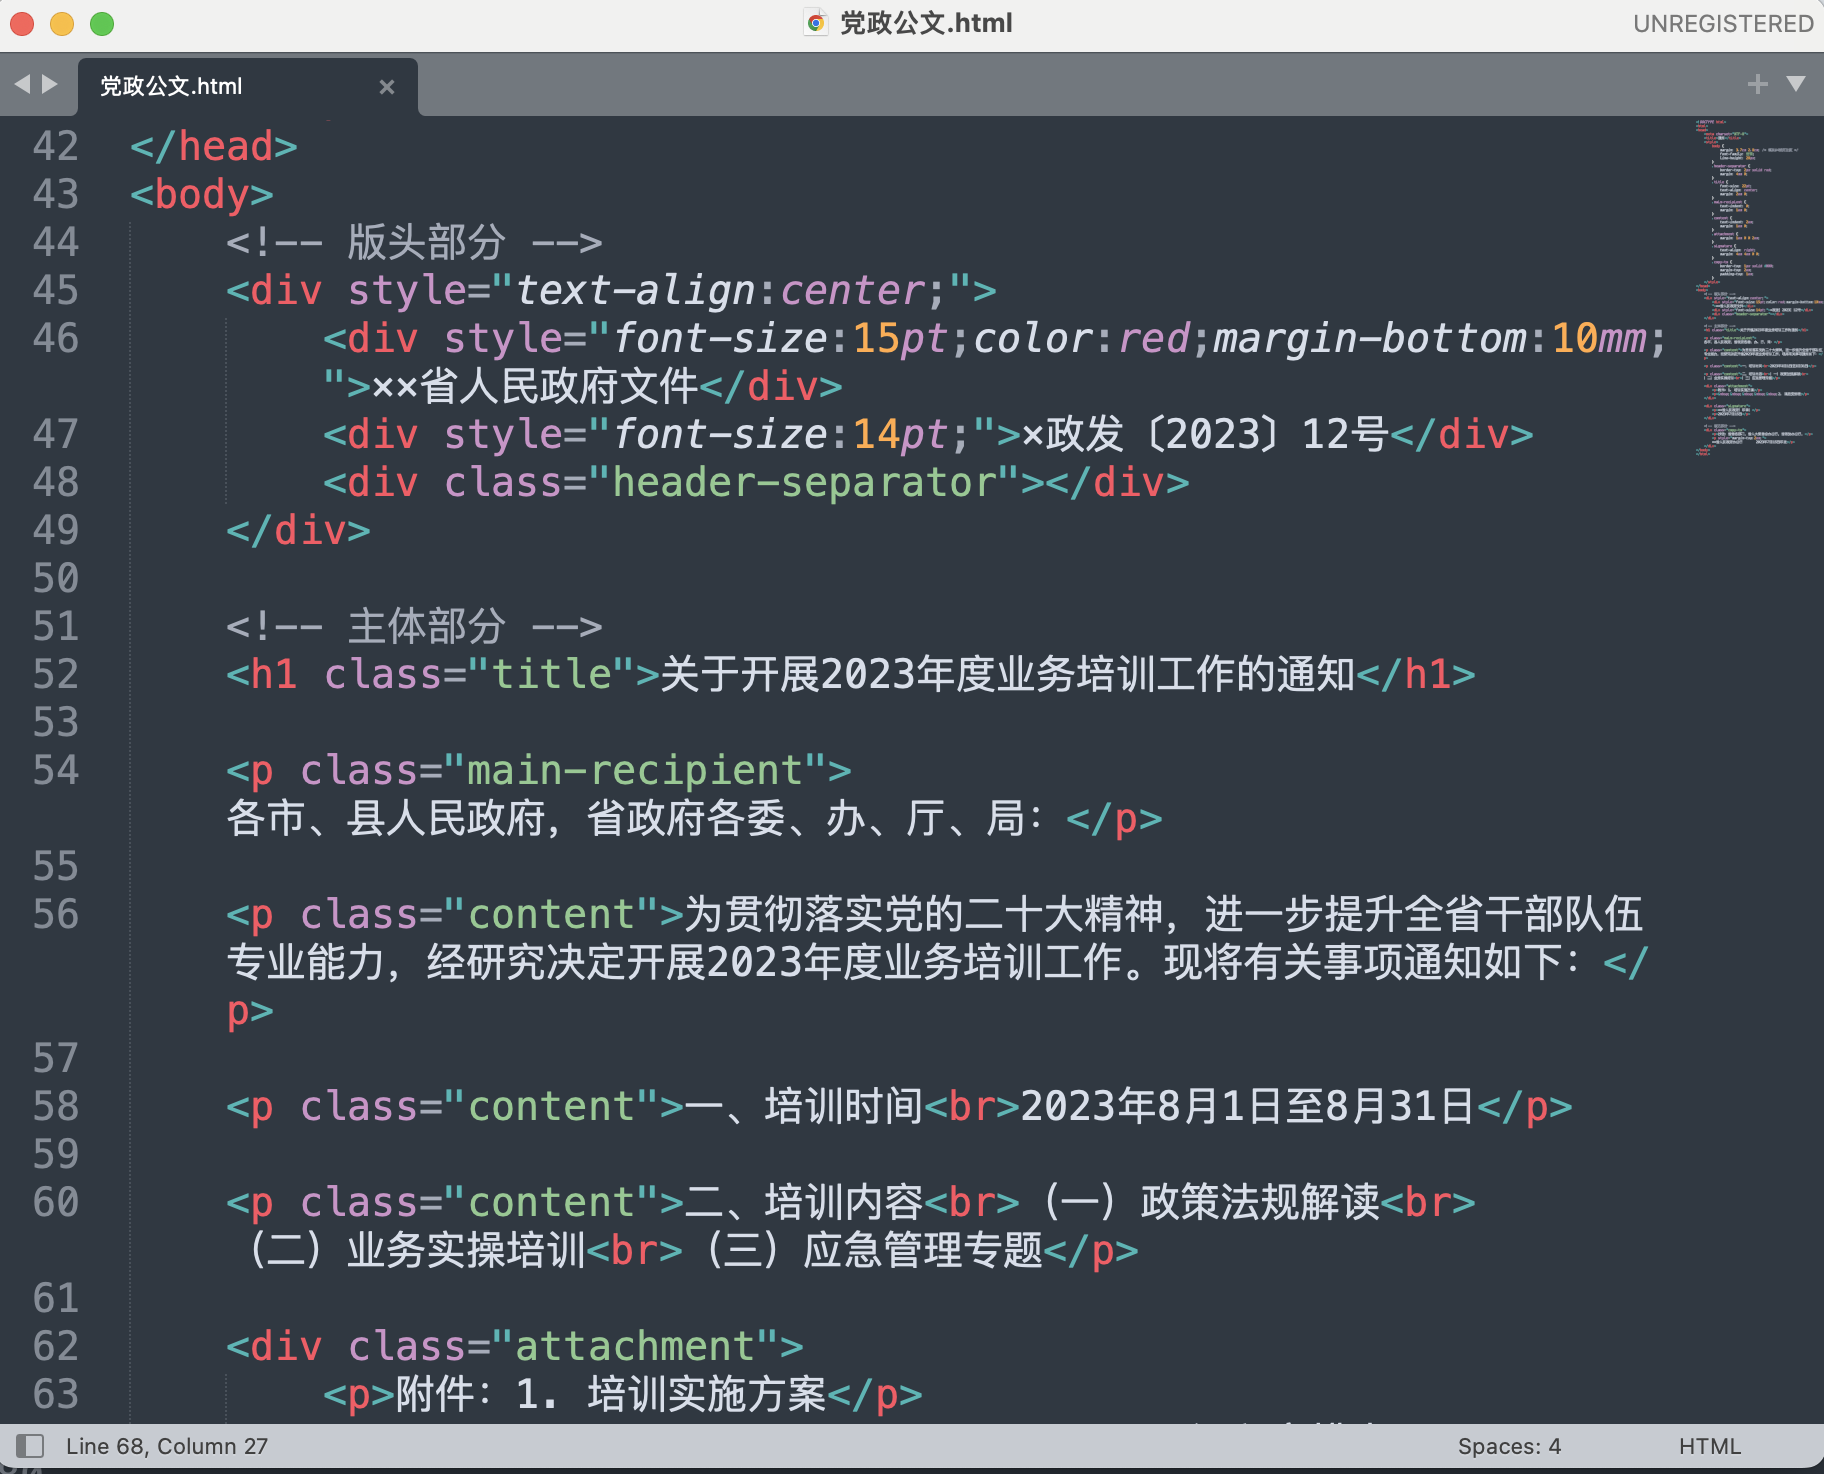 党政公文.html
UNREGISTERED
党政公文.html
42 </head>
43 <body>
44 <!-- 版头部分 -->
45 <div style="text-align:center;">
46 <div style="font-size:15pt;color:red;margin-bottom:10mm;
">××省人民政府文件</div>
47 <div style="font-size:14pt;">×政发〔2023〕12号</div>
48 <div class="header-separator"></div>
49 </div>
50
51 <!-- 主体部分 -->
52 <h1 class="title">关于开展2023年度业务培训工作的通知</h1>
53
54 <p class="main-recipient">
各市、县人民政府，省政府各委、办、厅、局：</p>
55
56 <p class="content">为贯彻落实党的二十大精神，进一步提升全省干部队伍
专业能力，经研究决定开展2023年度业务培训工作。现将有关事项通知如下：</
p>
57
58 <p class="content">一、培训时间<br>2023年8月1日至8月31日</p>
59
60 <p class="content">二、培训内容<br>（一）政策法规解读<br>
（二）业务实操培训<br>（三）应急管理专题</p>
61
62 <div class="attachment">
63 <p>附件：1. 培训实施方案</p>
Line 68, Column 27
Spaces: 4
HTML